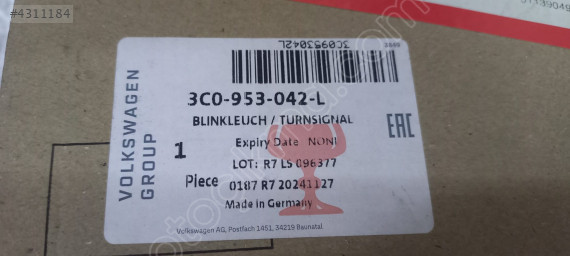 #4311184
3C0953042L
3C0-953-042-L
BLINKLEUCH / TURNSIGNAL
Expiry Date NONE
LOT: R7 L5 096377
0187 R7 20241127
Made in Germany
1
Piece
VOLKSWAGEN
GROUP
EAC
Volkswagen AG, Postfach 1451, 34219 Baunatal